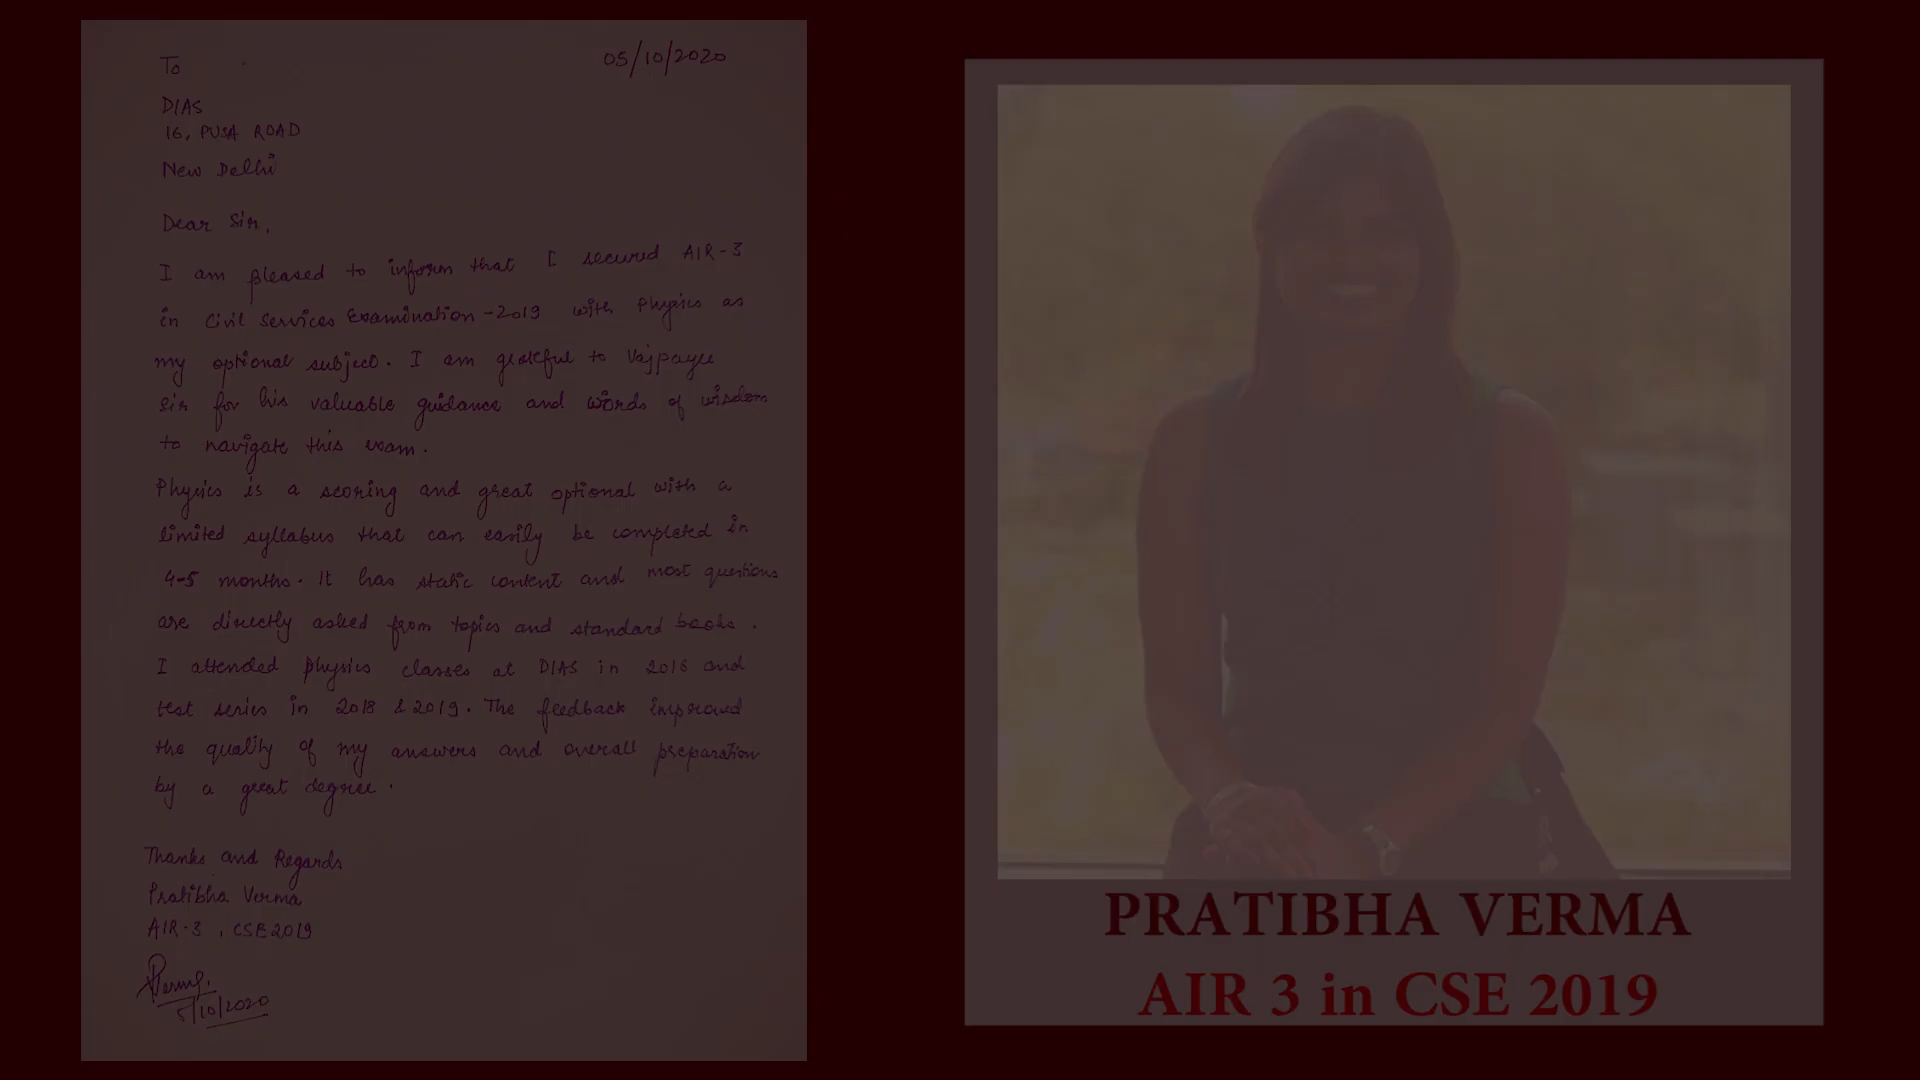 To
05/10/2020
DIAS
16, PUSA ROAD
New Delhi
Dear Sir,
I am pleased to inform that I secured AIR-3
in Civil Services Examination-2019 with Physics as
my optional subject. I am grateful to Vajpayee
Sir for his valuable guidance and words of wisdom
to navigate this exam.
Physics is a scoring and great optional with a
limited syllabus that can easily be completed in
4-5 months. It has static content and most questions
are directly asked from topics and standard books.
I attended physics classes at DIAS in 2016 and
test series in 2018 & 2019. The feedback improved
the quality of my answers and overall preparation
by a great degree.
Thanks and Regards
Pratibha Verma
AIR-3, CSE2019
PVerma.
5/10/2020
PRATIBHA VERMA
AIR 3 in CSE 2019